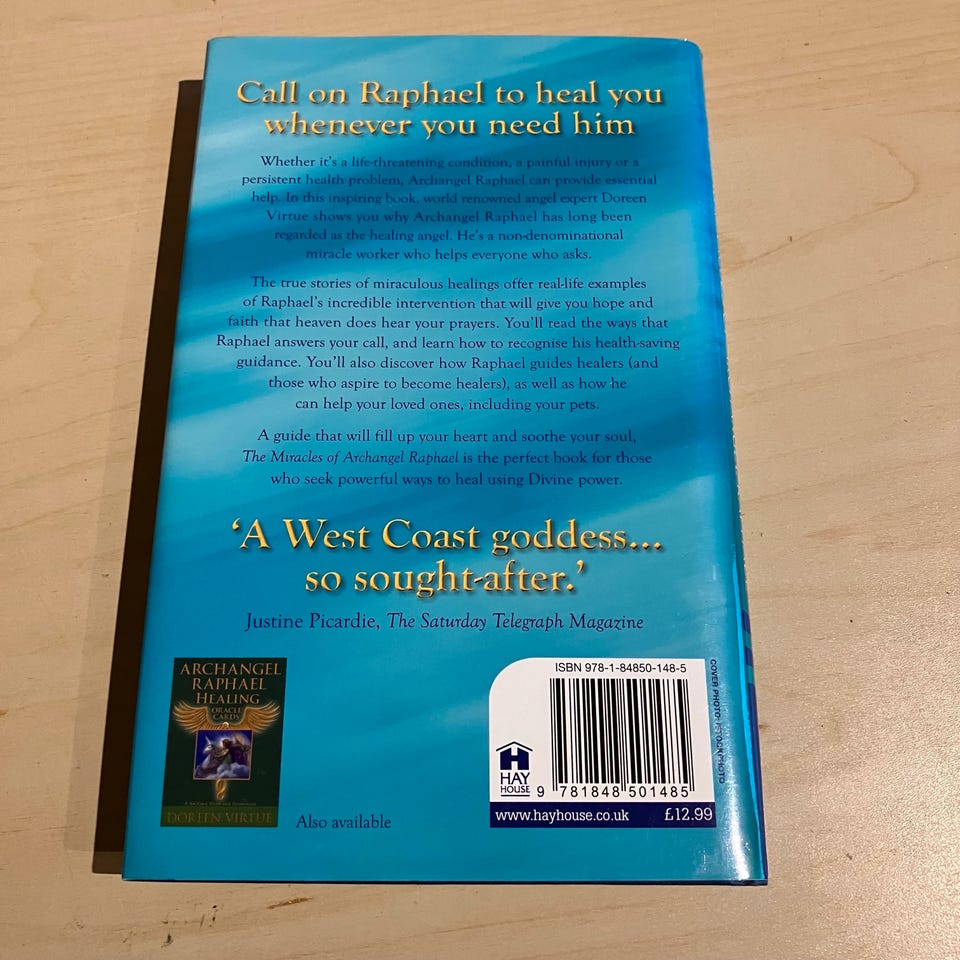 Call on Raphael to heal you
whenever you need him
Whether it's a life-threatening condition, a painful injury or a
persistent health problem, Archangel Raphael can provide essential
help. In this inspiring book, world renowned angel expert Doreen
Virtue shows you why Archangel Raphael has long been
regarded as the healing angel. He's a non-denominational
miracle worker who helps everyone who asks.
The true stories of miraculous healings offer real-life examples
of Raphael's incredible intervention that will give you hope and
faith that heaven does hear your prayers. You'll read the ways that
Raphael answers your call, and learn how to recognise his health-saving
guidance. You'll also discover how Raphael guides healers (and
those who aspire to become healers), as well as how he
can help your loved ones, including your pets.
A guide that will fill up your heart and soothe your soul,
The Miracles of Archangel Raphael is the perfect book for those
who seek powerful ways to heal using Divine power.
‘A West Coast goddess...
so sought-after.’
Justine Picardie, The Saturday Telegraph Magazine
ARCHANGEL
RAPHAEL
HEALING
ORACLE
CARDS
DOREEN VIRTUE
Also available
ISBN 978-1-84850-148-5
HAY
HOUSE
9 781848 501485
www.hayhouse.co.uk £12.99
COVER PHOTO: ISTOCKPHOTO